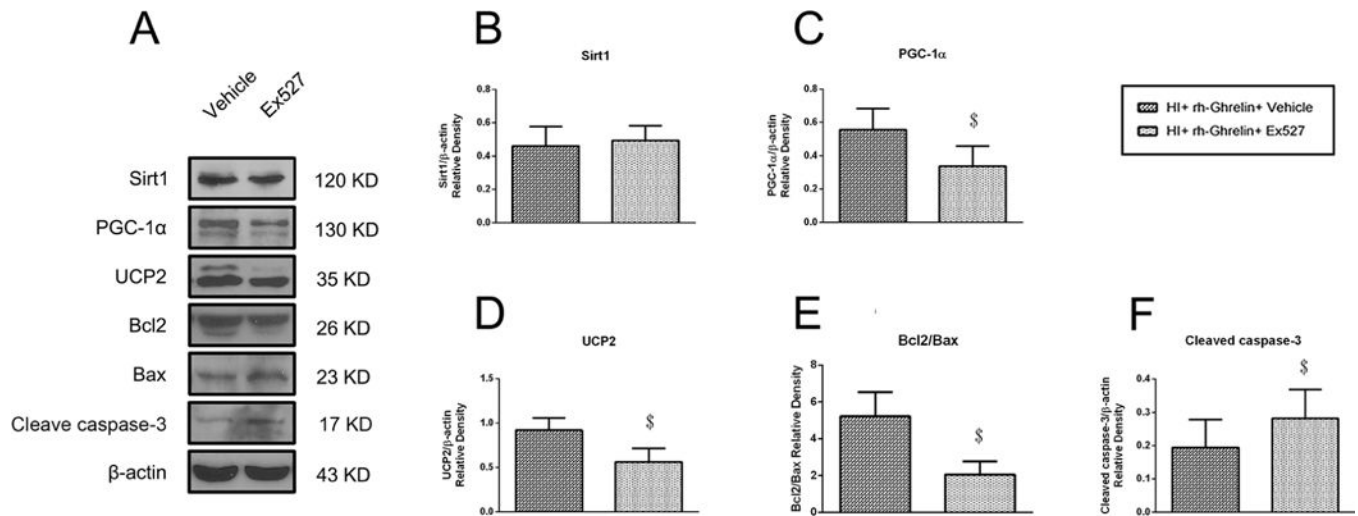 A
Vehicle
Ex527
Sirt1
120 KD
PGC-1α
130 KD
UCP2
35 KD
Bcl2
26 KD
Bax
23 KD
Cleave caspase-3
17 KD
β-actin
43 KD
B
Sirt1
Sirt1/β-actin
Relative Density
0.8
0.6
0.4
0.2
0.0
C
PGC-1α
PGC-1α/β-actin
Relative Density
0.8
0.6
0.4
0.2
0.0
$
HI+ rh-Ghrelin+ Vehicle
HI+ rh-Ghrelin+ Ex527
D
UCP2
UCP2/β-actin
Relative Density
1.5
1.0
0.5
0.0
$
E
Bcl2/Bax
Bcl2/Bax Relative Density
8
6
4
2
0
$
F
Cleaved caspase-3
Cleaved caspase-3/β-actin
Relative Density
0.4
0.3
0.2
0.1
0.0
$